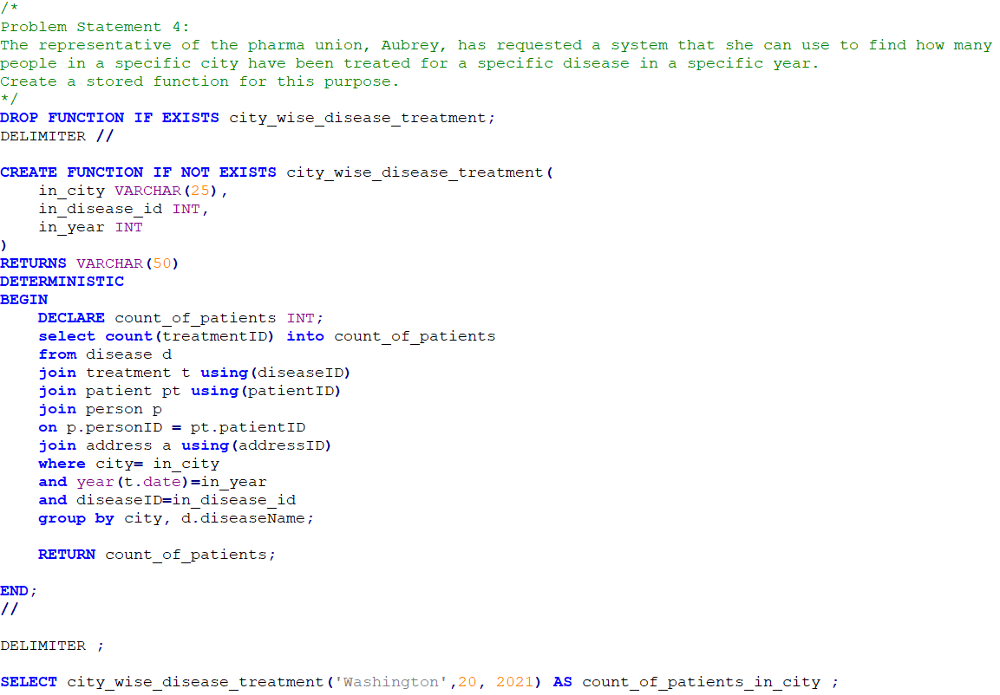 /*
Problem Statement 4:
The representative of the pharma union, Aubrey, has requested a system that she can use to find how many
people in a specific city have been treated for a specific disease in a specific year.
Create a stored function for this purpose.
*/
DROP FUNCTION IF EXISTS city_wise_disease_treatment;
DELIMITER //

CREATE FUNCTION IF NOT EXISTS city_wise_disease_treatment(
    in_city VARCHAR(25),
    in_disease_id INT,
    in_year INT
)
RETURNS VARCHAR(50)
DETERMINISTIC
BEGIN
    DECLARE count_of_patients INT;
    select count(treatmentID) into count_of_patients
    from disease d
    join treatment t using(diseaseID)
    join patient pt using(patientID)
    join person p
    on p.personID = pt.patientID
    join address a using(addressID)
    where city= in_city
    and year(t.date)=in_year
    and diseaseID=in_disease_id
    group by city, d.diseaseName;

    RETURN count_of_patients;

END;
//

DELIMITER ;

SELECT city_wise_disease_treatment('Washington',20, 2021) AS count_of_patients_in_city ;